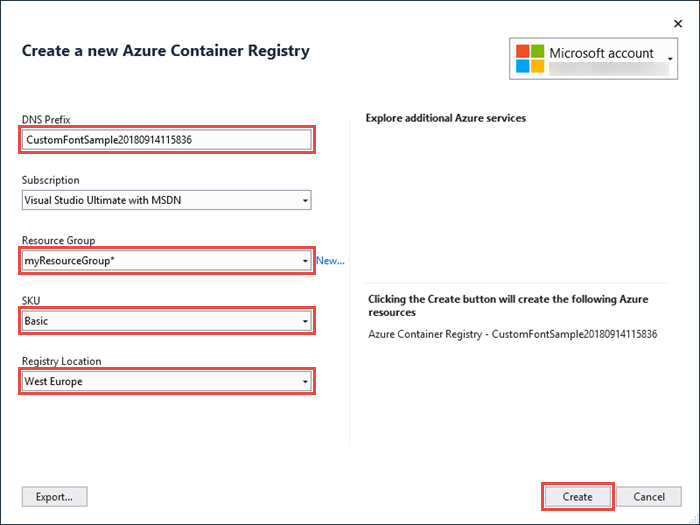 Create a new Azure Container Registry
Microsoft account
DNS Prefix
CustomFontSample20180914115836
Subscription
Visual Studio Ultimate with MSDN
Resource Group
myResourceGroup*
New...
SKU
Basic
Registry Location
West Europe
Explore additional Azure services
Clicking the Create button will create the following Azure
resources
Azure Container Registry - CustomFontSample20180914115836
Export...
Create
Cancel